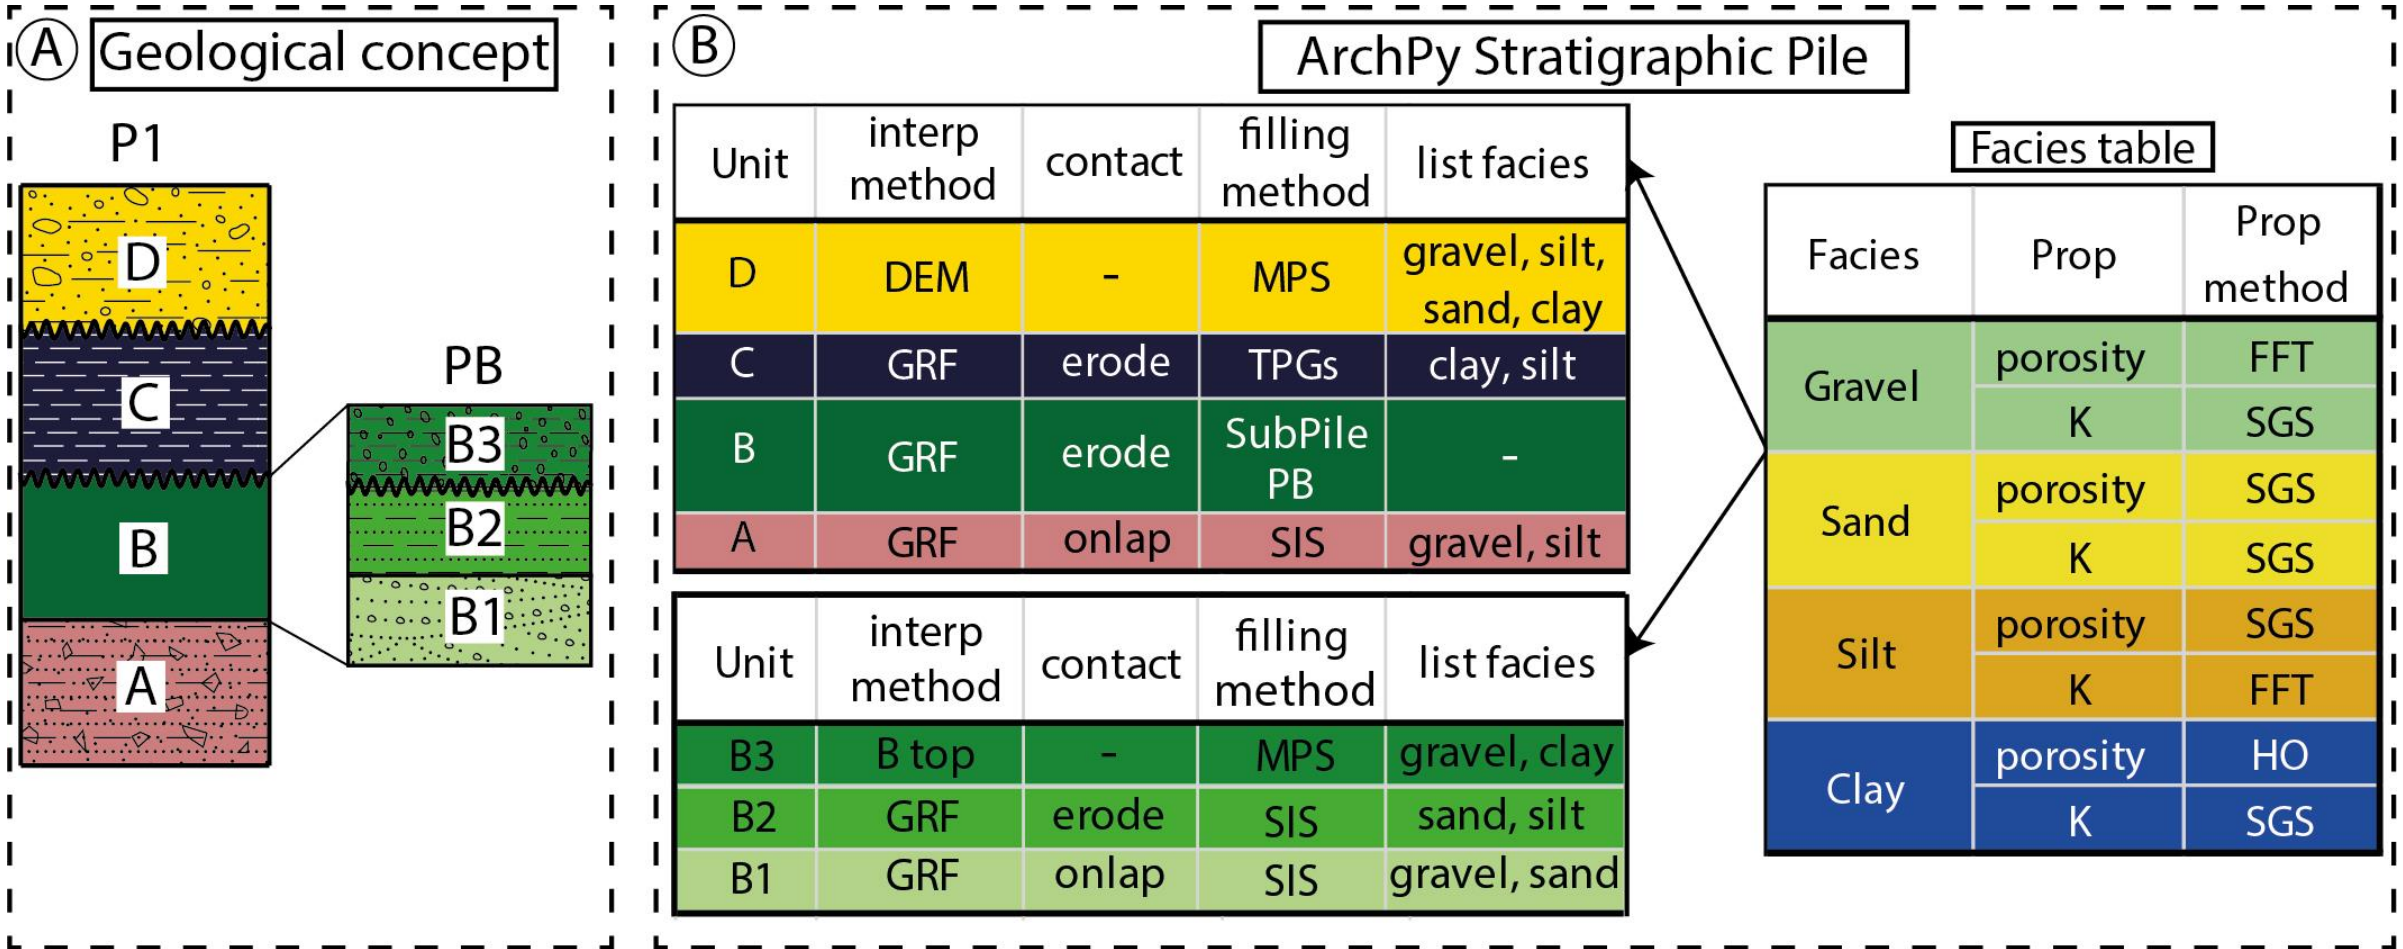 A Geological concept
P1
D
C
B
A
PB
B3
B2
B1
B ArchPy Stratigraphic Pile
Unit interp method contact filling method list facies
D DEM - MPS gravel, silt, sand, clay
C GRF erode TPGs clay, silt
B GRF erode SubPile PB -
A GRF onlap SIS gravel, silt
Unit interp method contact filling method list facies
B3 B top - MPS gravel, clay
B2 GRF erode SIS sand, silt
B1 GRF onlap SIS gravel, sand
Facies table
Facies Prop Prop method
Gravel porosity FFT
K SGS
Sand porosity SGS
K SGS
Silt porosity SGS
K FFT
Clay porosity HO
K SGS